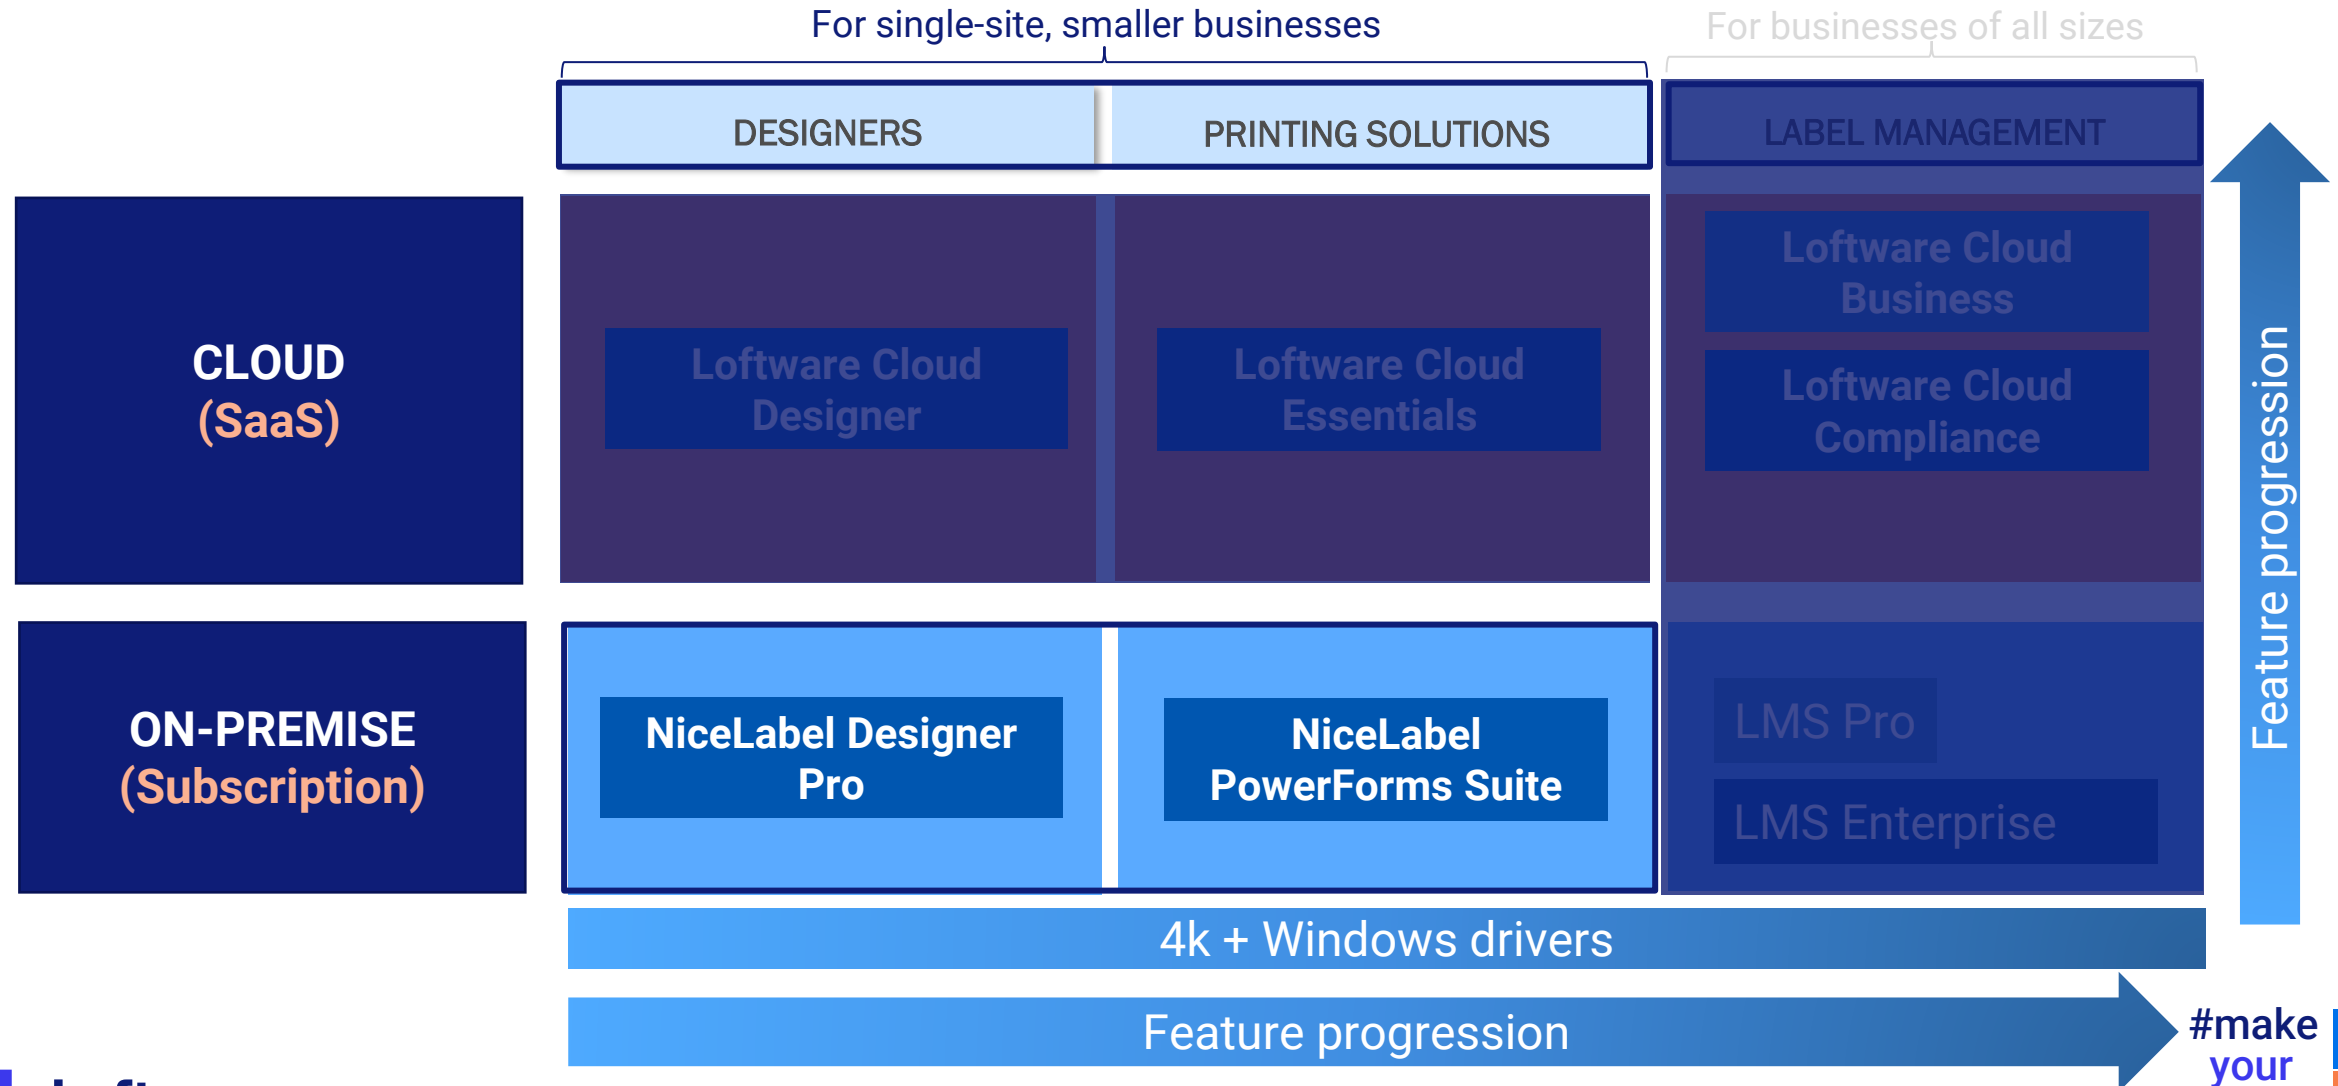 For single-site, smaller businesses
For businesses of all sizes
DESIGNERS
PRINTING SOLUTIONS
LABEL MANAGEMENT
CLOUD
(SaaS)
Loftware Cloud
Designer
Loftware Cloud
Essentials
Loftware Cloud
Business
Loftware Cloud
Compliance
Feature progression
ON-PREMISE
(Subscription)
NiceLabel Designer
Pro
NiceLabel
PowerForms Suite
LMS Pro
LMS Enterprise
4k + Windows drivers
Feature progression
#make
your